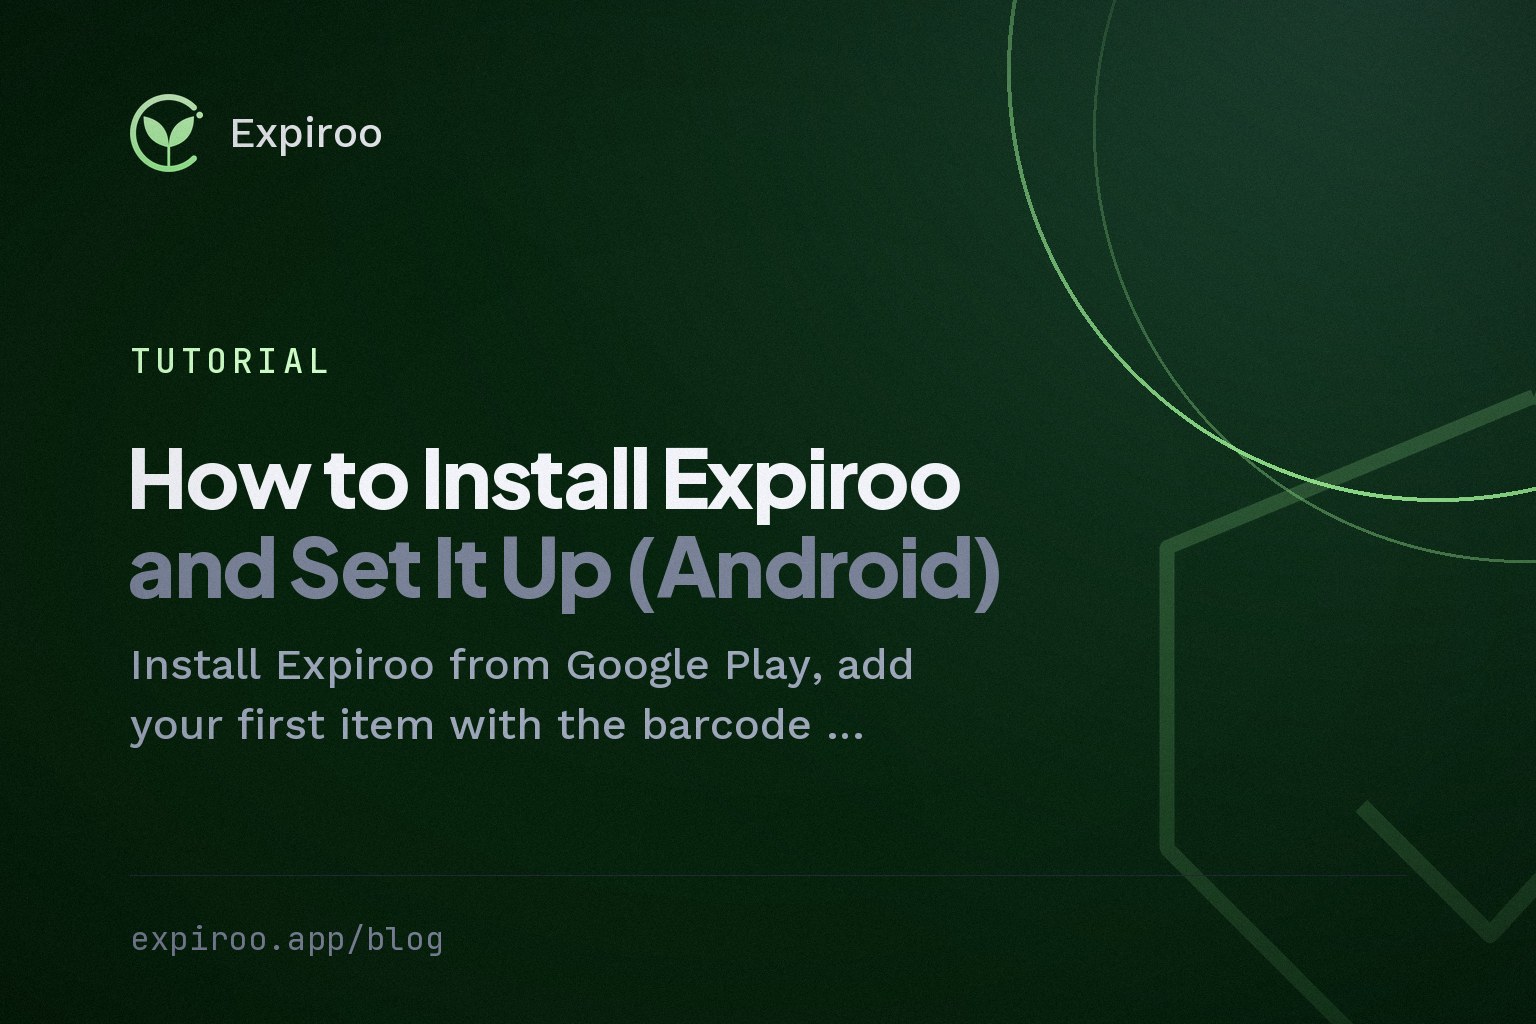 Expiroo
TUTORIAL
How to Install Expiroo
and Set It Up (Android)
Install Expiroo from Google Play, add
your first item with the barcode ...
expiroo.app/blog